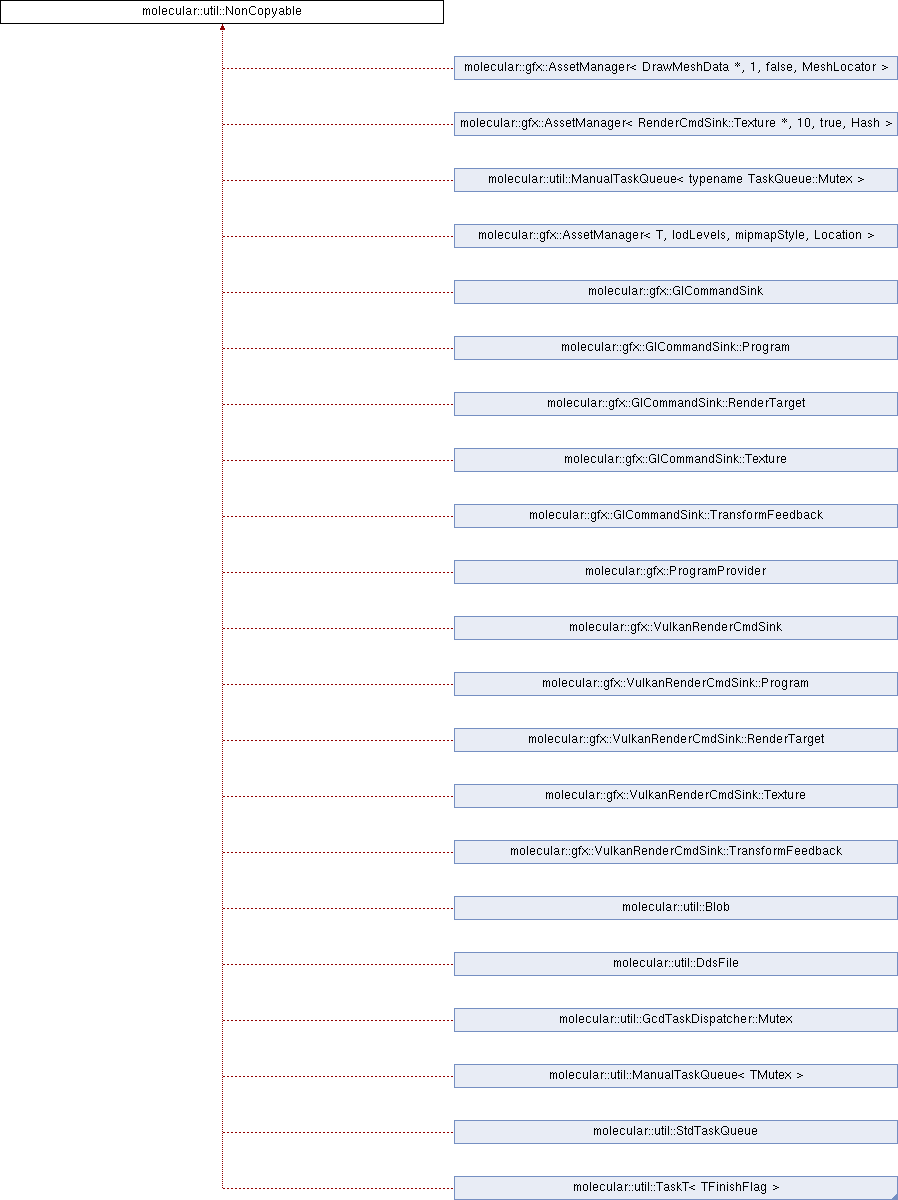 molecular::util::NonCopyable
molecular::gfx::AssetManager< DrawMeshData *, 1, false, MeshLocator >
molecular::gfx::AssetManager< RenderCmdSink::Texture *, 10, true, Hash >
molecular::util::ManualTaskQueue< typename TaskQueue::Mutex >
molecular::gfx::AssetManager< T, lodLevels, mipmapStyle, Location >
molecular::gfx::GlCommandSink
molecular::gfx::GlCommandSink::Program
molecular::gfx::GlCommandSink::RenderTarget
molecular::gfx::GlCommandSink::Texture
molecular::gfx::GlCommandSink::TransformFeedback
molecular::gfx::ProgramProvider
molecular::gfx::VulkanRenderCmdSink
molecular::gfx::VulkanRenderCmdSink::Program
molecular::gfx::VulkanRenderCmdSink::RenderTarget
molecular::gfx::VulkanRenderCmdSink::Texture
molecular::gfx::VulkanRenderCmdSink::TransformFeedback
molecular::util::Blob
molecular::util::DdsFile
molecular::util::GcdTaskDispatcher::Mutex
molecular::util::ManualTaskQueue< TMutex >
molecular::util::StdTaskQueue
molecular::util::TaskT< TFinishFlag >